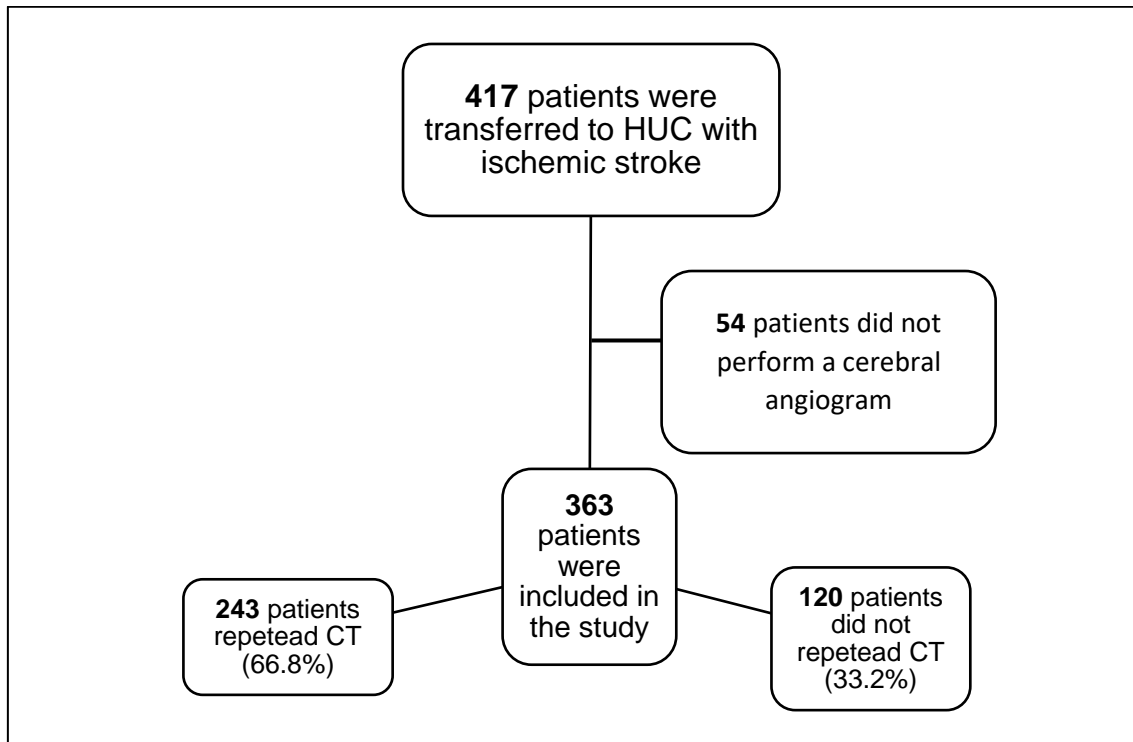 417 patients were
transferred to HUC with
ischemic stroke
54 patients did not
perform a cerebral
angiogram
363
patients
were
included in
the study
243 patients
repetead CT
(66.8%)
120 patients
did not
repetead CT
(33.2%)